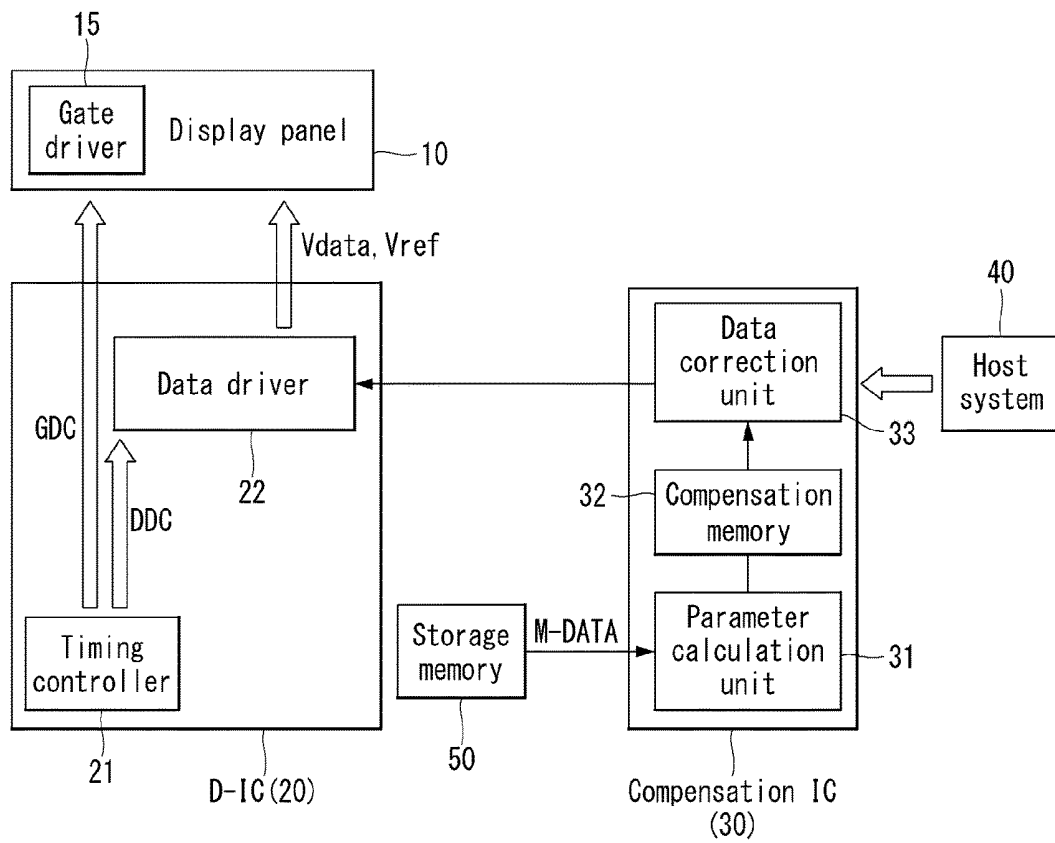 15
Gate
driver
Display panel
10
Vdata, Vref
40
Data
correction
unit
Host
system
Data driver
33
GDC
22
32
Compensation
memory
DDC
Storage
memory
M-DATA
Parameter
calculation
unit
31
Timing
controller
21
50
D-IC(20)
Compensation IC
(30)